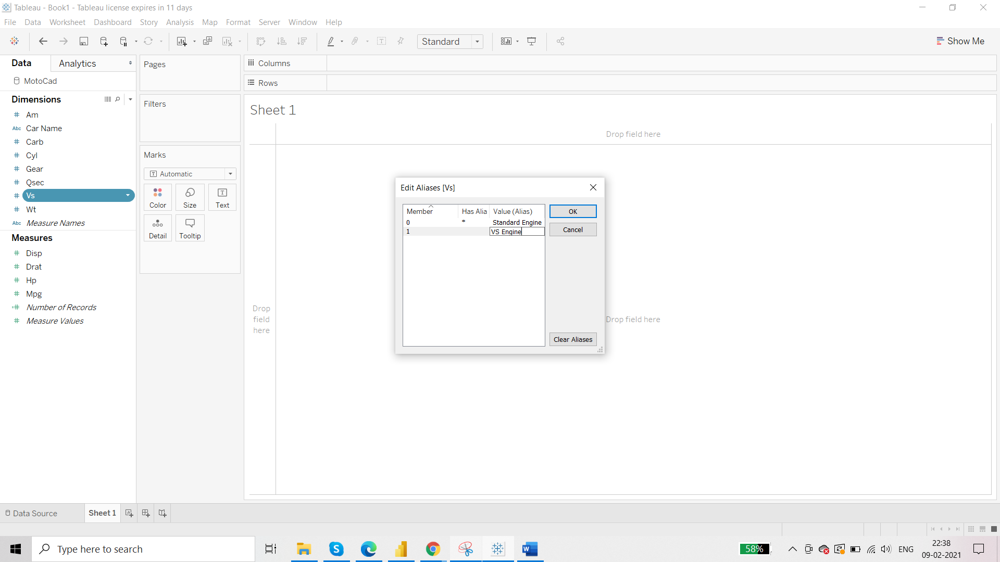 Tableau - Book1 - Tableau license expires in 11 days
File Data Worksheet Dashboard Story Analysis Map Format Server Window Help
Standard
Show Me
Data
Analytics
MotoCad
Dimensions
# Am
Abc Car Name
# Carb
# Cyl
# Gear
# Qsec
# Vs
# Wt
Abc Measure Names
Measures
# Disp
# Drat
# Hp
# Mpg
=# Number of Records
# Measure Values
Pages
Filters
Marks
T Automatic
Color
Size
T
Text
Detail
Tooltip
Columns
Rows
Sheet 1
Drop field here
Drop
field
here
Drop field here
Edit Aliases [Vs]
Member Has Alia Value (Alias)
0 * Standard Engine
1 VS Engine
OK
Cancel
Clear Aliases
Data Source
Sheet 1
Type here to search
58%
ENG
22:38
09-02-2021